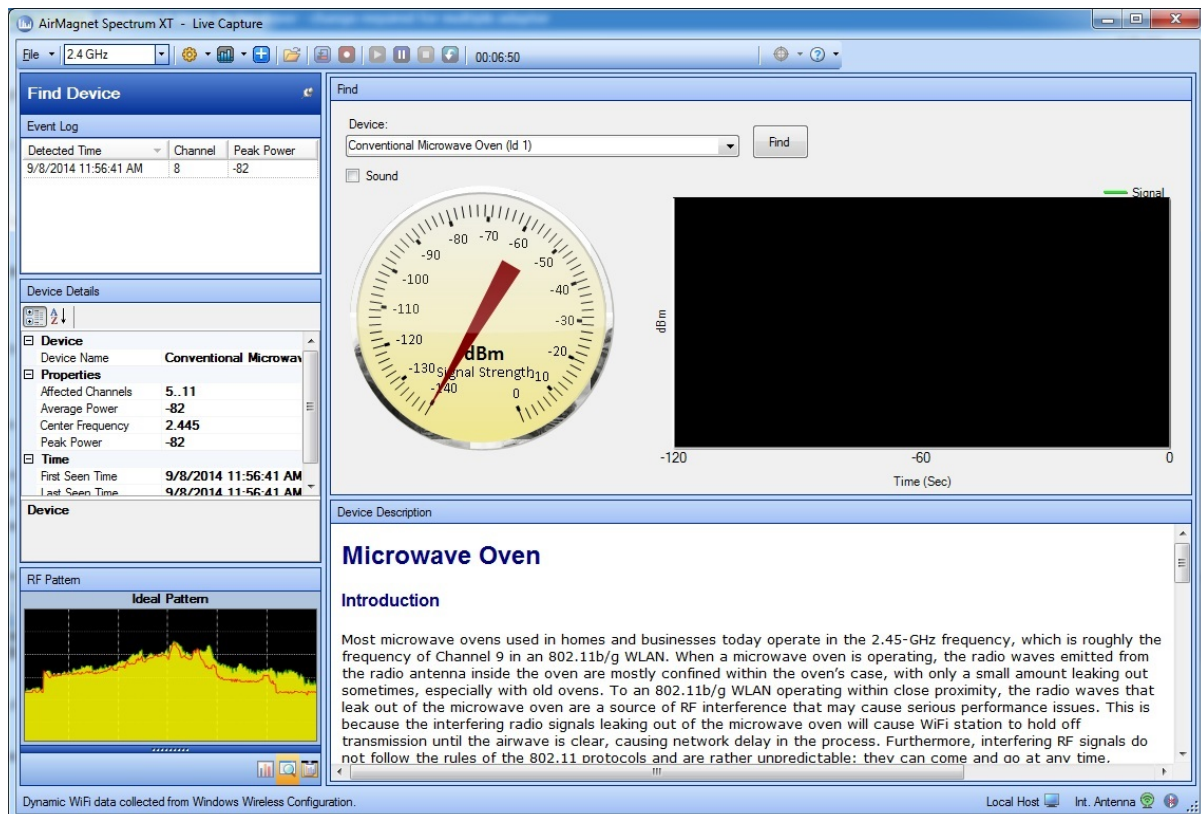 AirMagnet Spectrum XT - Live Capture
File 2.4 GHz 00:06:50
Find Device
Event Log
Detected Time Channel Peak Power
9/8/2014 11:56:41 AM 8 -82
Device Details
Device
Device Name Conventional Microwav
Properties
Affected Channels 5..11
Average Power -82
Center Frequency 2.445
Peak Power -82
Time
First Seen Time 9/8/2014 11:56:41 AM
Last Seen Time 9/8/2014 11:56:41 AM
Device
RF Pattern
Ideal Pattern
Find
Device:
Conventional Microwave Oven (Id 1) Find
Sound
-140
-130
-120
-110
-100
-90
-80
-70
-60
-50
-40
-30
-20
-10
0
dBm
Signal Strength
Signal
dBm
-120 -60 0
Time (Sec)
Device Description
Microwave Oven
Introduction
Most microwave ovens used in homes and businesses today operate in the 2.45-GHz frequency, which is roughly the
frequency of Channel 9 in an 802.11b/g WLAN. When a microwave oven is operating, the radio waves emitted from
the radio antenna inside the oven are mostly confined within the oven's case, with only a small amount leaking out
sometimes, especially with old ovens. To an 802.11b/g WLAN operating within close proximity, the radio waves that
leak out of the microwave oven are a source of RF interference that may cause serious performance issues. This is
because the interfering radio signals leaking out of the microwave oven will cause WiFi station to hold off
transmission until the airwave is clear, causing network delay in the process. Furthermore, interfering RF signals do
not follow the rules of the 802.11 protocols and are rather unpredictable; they can come and go at any time.
Dynamic WiFi data collected from Windows Wireless Configuration. Local Host Int. Antenna